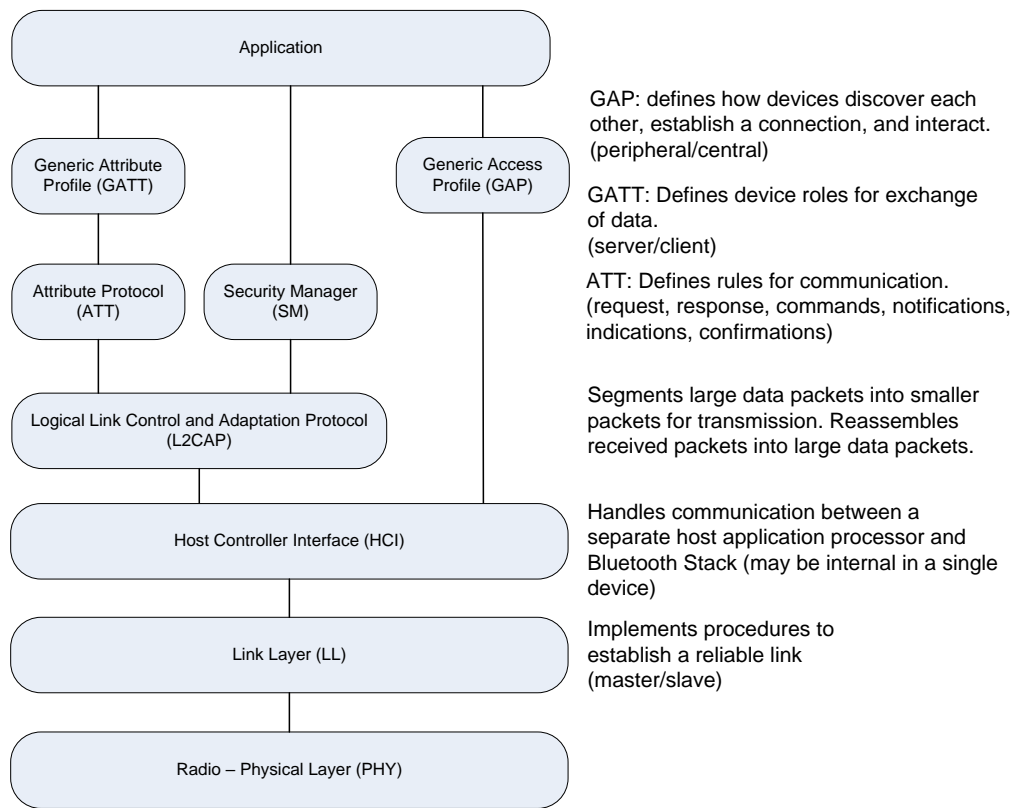 Application
GAP: defines how devices discover each
other, establish a connection, and interact.
(peripheral/central)
Generic Attribute
Profile (GATT)
Generic Access
Profile (GAP)
GATT: Defines device roles for exchange
of data.
(server/client)
Attribute Protocol
(ATT)
Security Manager
(SM)
ATT: Defines rules for communication.
(request, response, commands, notifications,
indications, confirmations)
Logical Link Control and Adaptation Protocol
(L2CAP)
Segments large data packets into smaller
packets for transmission. Reassembles
received packets into large data packets.
Host Controller Interface (HCI)
Handles communication between a
separate host application processor and
Bluetooth Stack (may be internal in a single
device)
Link Layer (LL)
Implements procedures to
establish a reliable link
(master/slave)
Radio – Physical Layer (PHY)